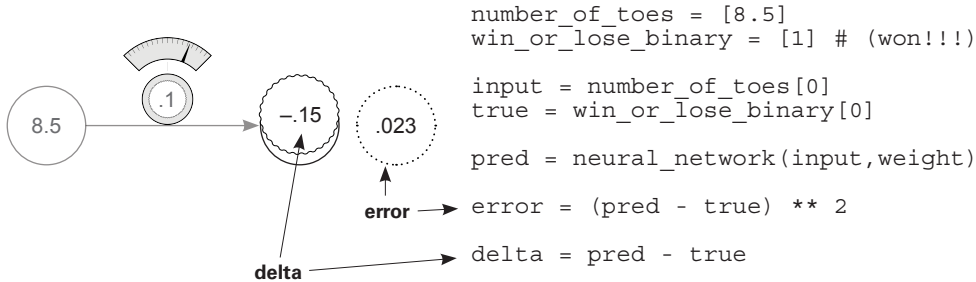 8.5
.1
–.15
.023
error
delta
number_of_toes = [8.5]
win_or_lose_binary = [1] # (won!!!)
input = number_of_toes[0]
true = win_or_lose_binary[0]
pred = neural_network(input,weight)
error = (pred - true) ** 2
delta = pred - true